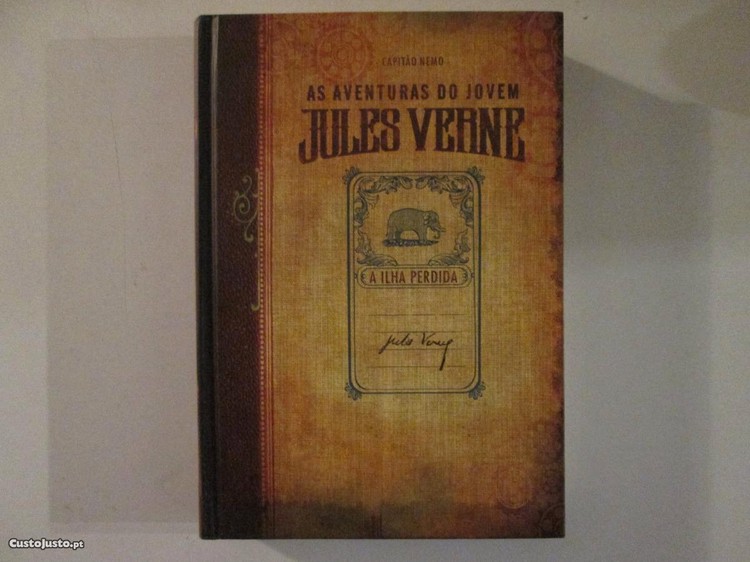 CAPITÃO NEMO
AS AVENTURAS DO JOVEM
JULES VERNE
A ILHA PERDIDA
Jules Verne
CustoJusto.pt